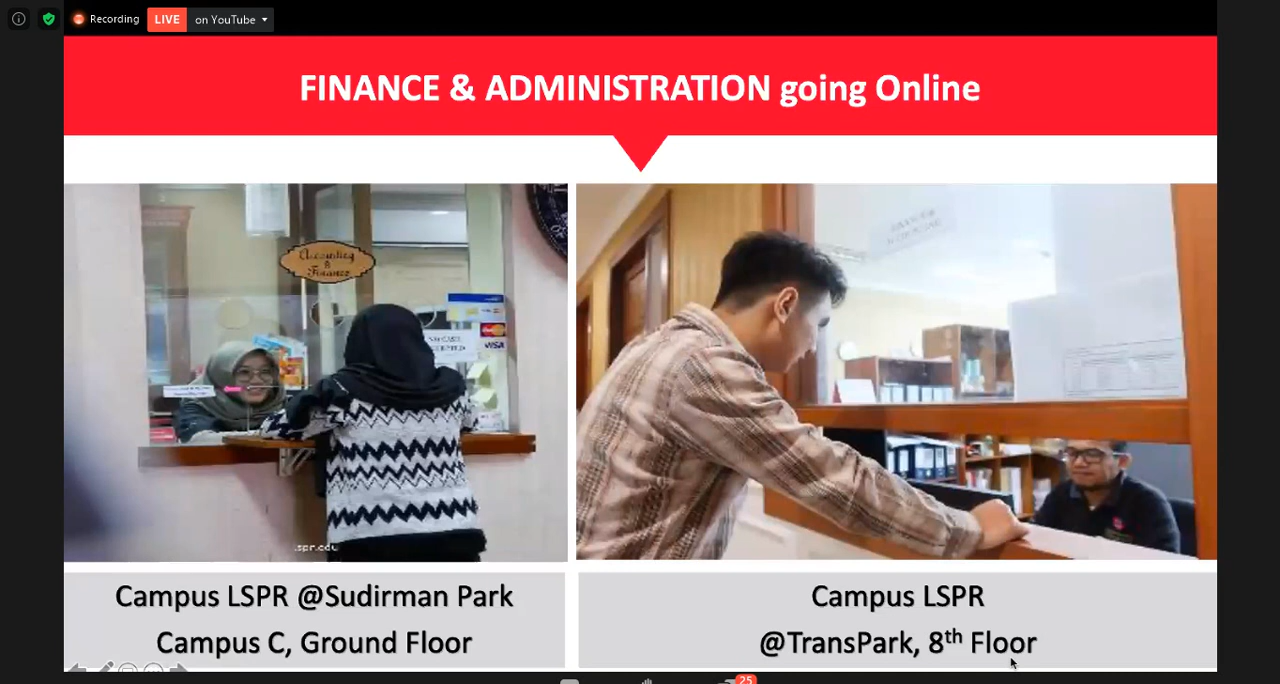 Recording
LIVE on YouTube
FINANCE & ADMINISTRATION going Online
Accounting
&
Finance
VISA
.spr.edu
Campus LSPR @Sudirman Park
Campus C, Ground Floor
Campus LSPR
@TransPark, 8th Floor
25